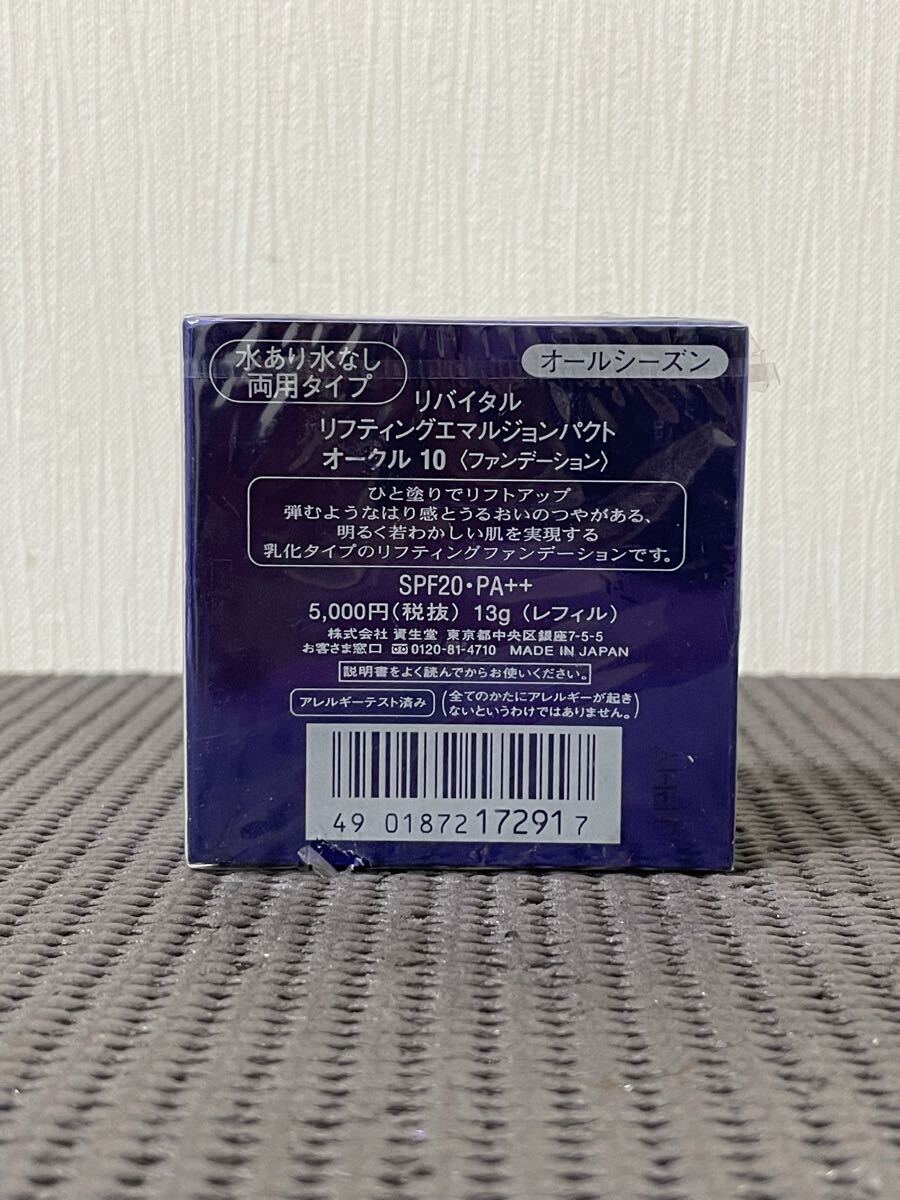 水あり水なし
両用タイプ
オールシーズン
リバイタル
リフティングエマルジョンパクト
オークル 10 〈ファンデーション〉
ひと塗りでリフトアップ
弾むようなはり感とうるおいのつやがある、
明るく若わかしい肌を実現する
乳化タイプのリフティングファンデーションです。
SPF20・PA++
5,000円(税抜) 13g (レフィル)
株式会社 資生堂 東京都中央区銀座7-5-5
お客さま窓口 0120-81-4710 MADE IN JAPAN
説明書をよく読んでからお使いください。
アレルギーテスト済み
(全てのかたにアレルギーが起き
ないというわけではありません。)
49 01872 17291 7